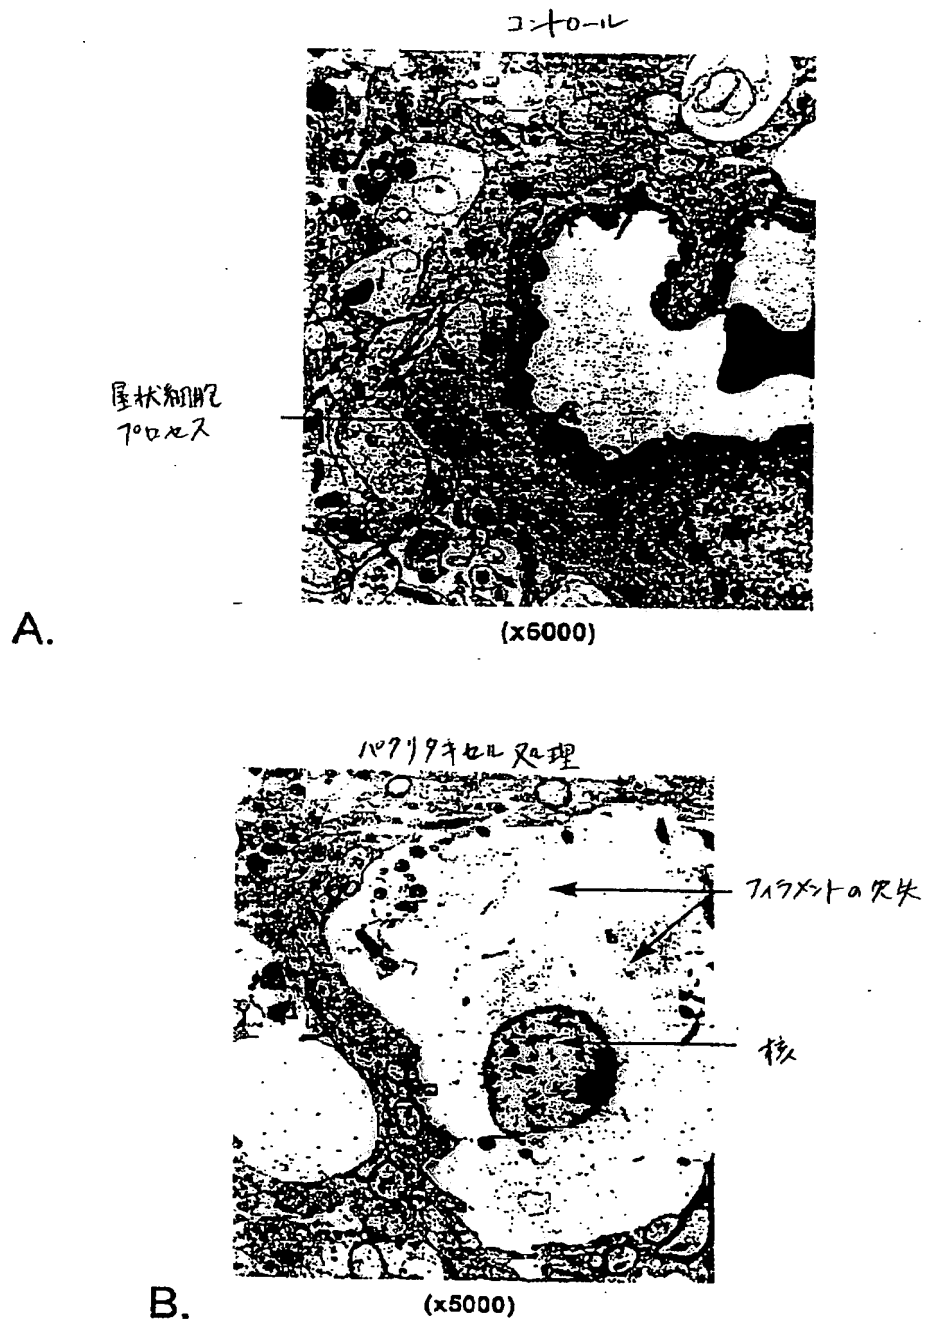 コントロール
星状細胞
プロセス
A.
(x6000)
パクリタキセル処理
フィラメントの欠失
核
B.
(x5000)